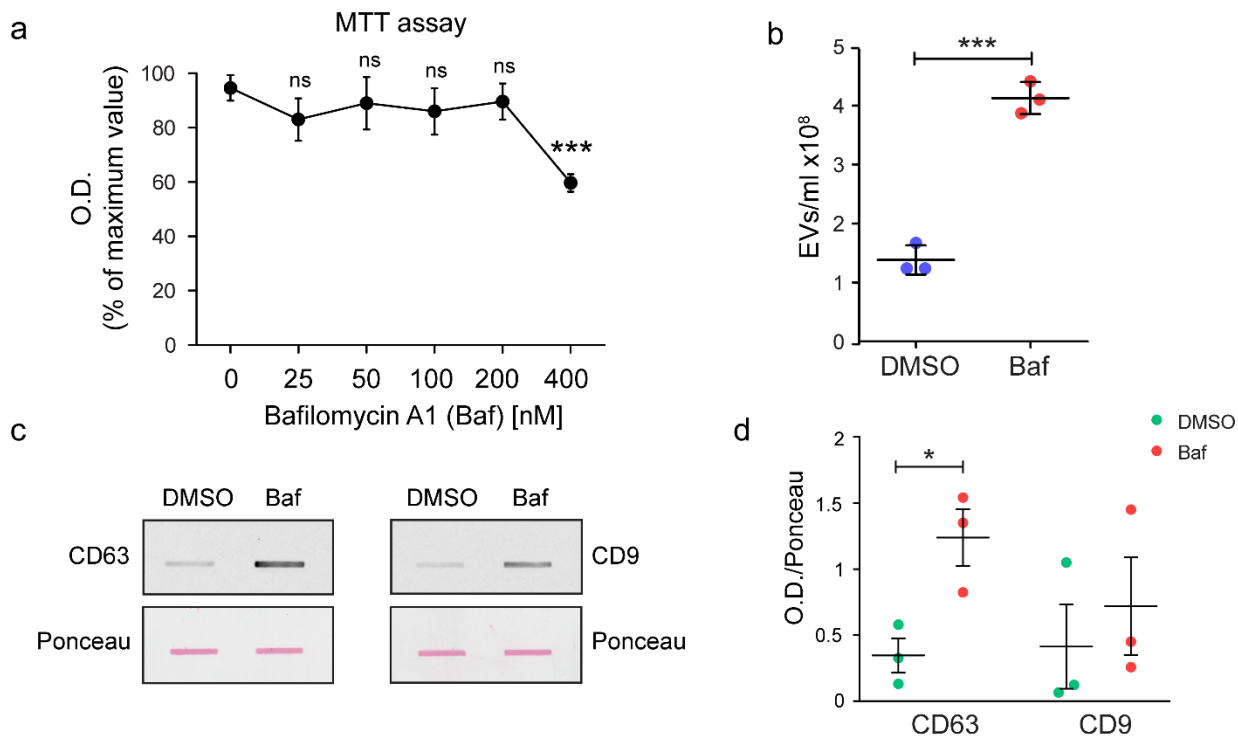 a
MTT assay
O.D.
(% of maximum value)
100
80
60
40
20
0
ns
ns
ns
ns
***
0 25 50 100 200 400
Bafilomycin A1 (Baf) [nM]
b
***
EVs/ml x10⁸
5
4
3
2
1
0
DMSO Baf
c
DMSO Baf
CD63
Ponceau
DMSO Baf
CD9
Ponceau
d
DMSO
Baf
*
O.D./Ponceau
2
1.5
1
0.5
0
CD63 CD9